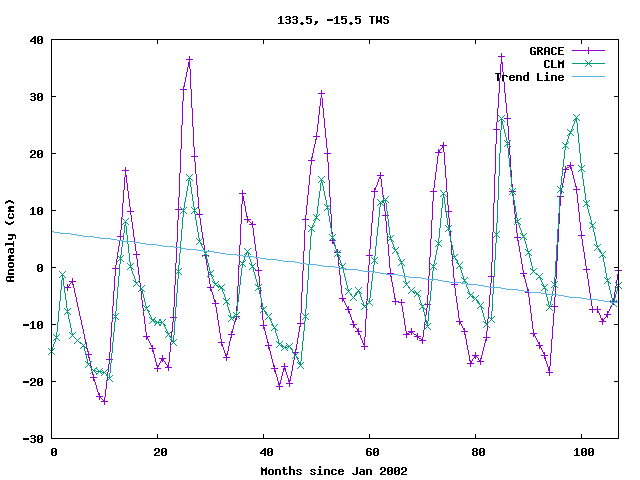 133.5, -15.5 TWS
GRACE
CLM
Trend Line
40
30
20
10
0
-10
-20
-30
Anomaly (cm)
0 20 40 60 80 100
Months since Jan 2002